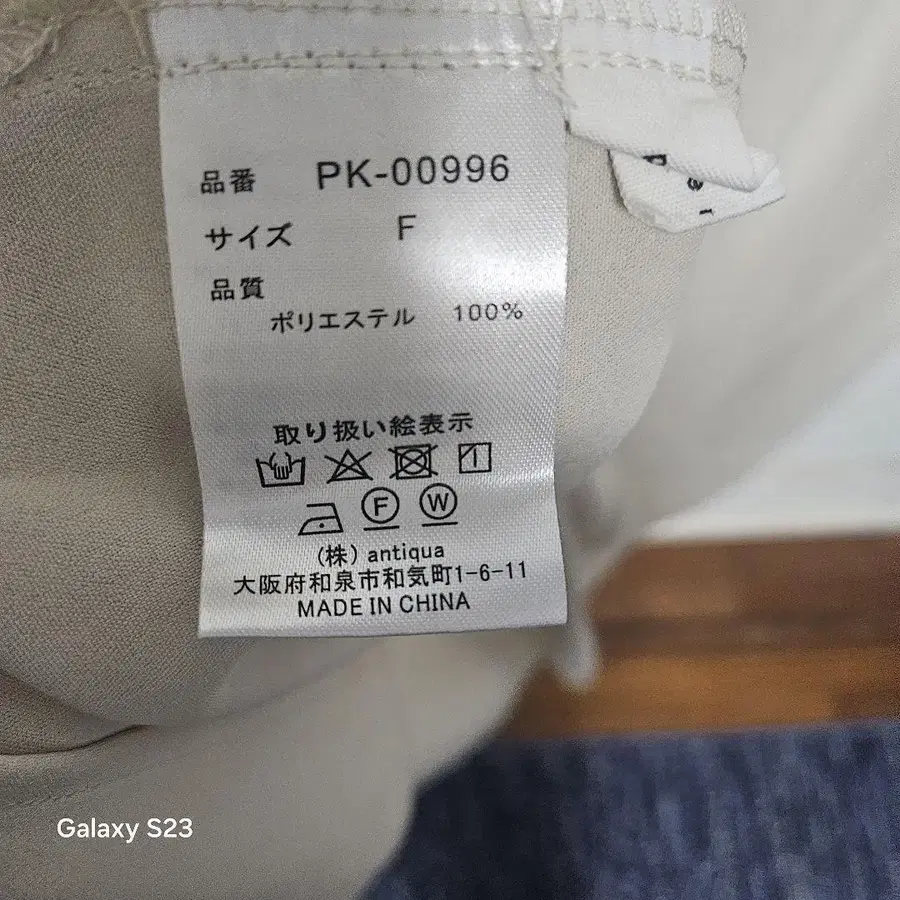 品番 PK-00996
サイズ F
品質
ポリエステル 100%
取り扱い絵表示
F W
(株) antiqua
大阪府和泉市和気町1-6-11
MADE IN CHINA
Galaxy S23